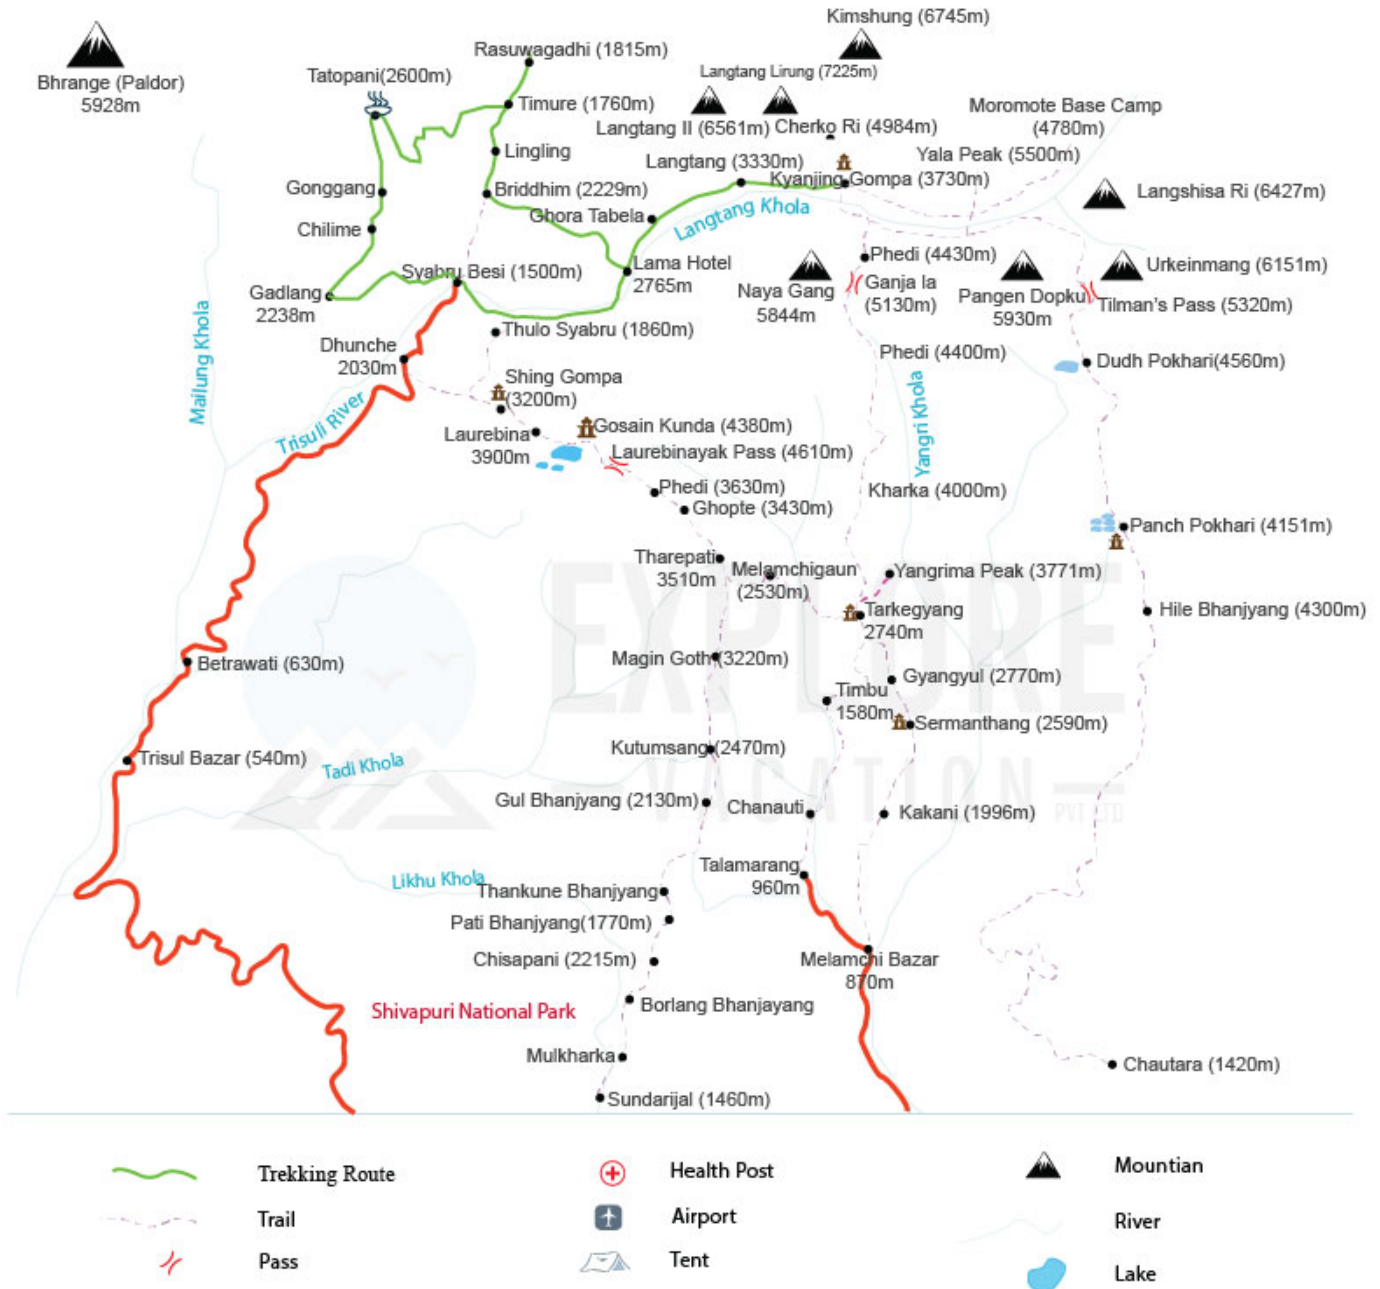 Kimshung (6745m)
Rasuwagadhi (1815m)
Bhrange (Paldor)
5928m
Tatopani(2600m)
Langtang Lirung (7225m)
Timure (1760m)
Langtang II (6561m)
Cherko Ri (4984m)
Moromote Base Camp
(4780m)
Lingling
Langtang (3330m)
Yala Peak (5500m)
Gonggang
Briddhim (2229m)
Kyanjing Gompa (3730m)
Langshisa Ri (6427m)
Chilime
Ghora Tabela
Langtang Khola
Syabru Besi (1500m)
Lama Hotel
2765m
Phedi (4430m)
Urkeinmang (6151m)
Gadlang
2238m
Naya Gang
5844m
Ganja la
(5130m)
Pangen Dopku
5930m
Tilman's Pass (5320m)
Mailung Khola
Thulo Syabru (1860m)
Dhunche
2030m
Phedi (4400m)
Dudh Pokhari(4560m)
Shing Gompa
(3200m)
Yangri Khola
Trisuli River
Laurebina
3900m
Gosain Kunda (4380m)
Laurebinayak Pass (4610m)
Phedi (3630m)
Kharka (4000m)
Ghopte (3430m)
Panch Pokhari (4151m)
Tharepati
3510m
Melamchigaun
(2530m)
Yangrima Peak (3771m)
Tarkegyang
2740m
Hile Bhanjyang (4300m)
EXPLORE
VACATION
PVT LTD
Betrawati (630m)
Magin Goth (3220m)
Gyangyul (2770m)
Timbu
1580m
Sermanthang (2590m)
Trisul Bazar (540m)
Tadi Khola
Kutumsang (2470m)
Gul Bhanjyang (2130m)
Chanauti
Kakani (1996m)
Talamarang
960m
Likhu Khola
Thankune Bhanjyang
Pati Bhanjyang(1770m)
Chisapani (2215m)
Melamchi Bazar
870m
Shivapuri National Park
Borlang Bhanjayang
Mulkharka
Chautara (1420m)
Sundarijal (1460m)
Trekking Route
Health Post
Mountian
Trail
Airport
River
Pass
Tent
Lake